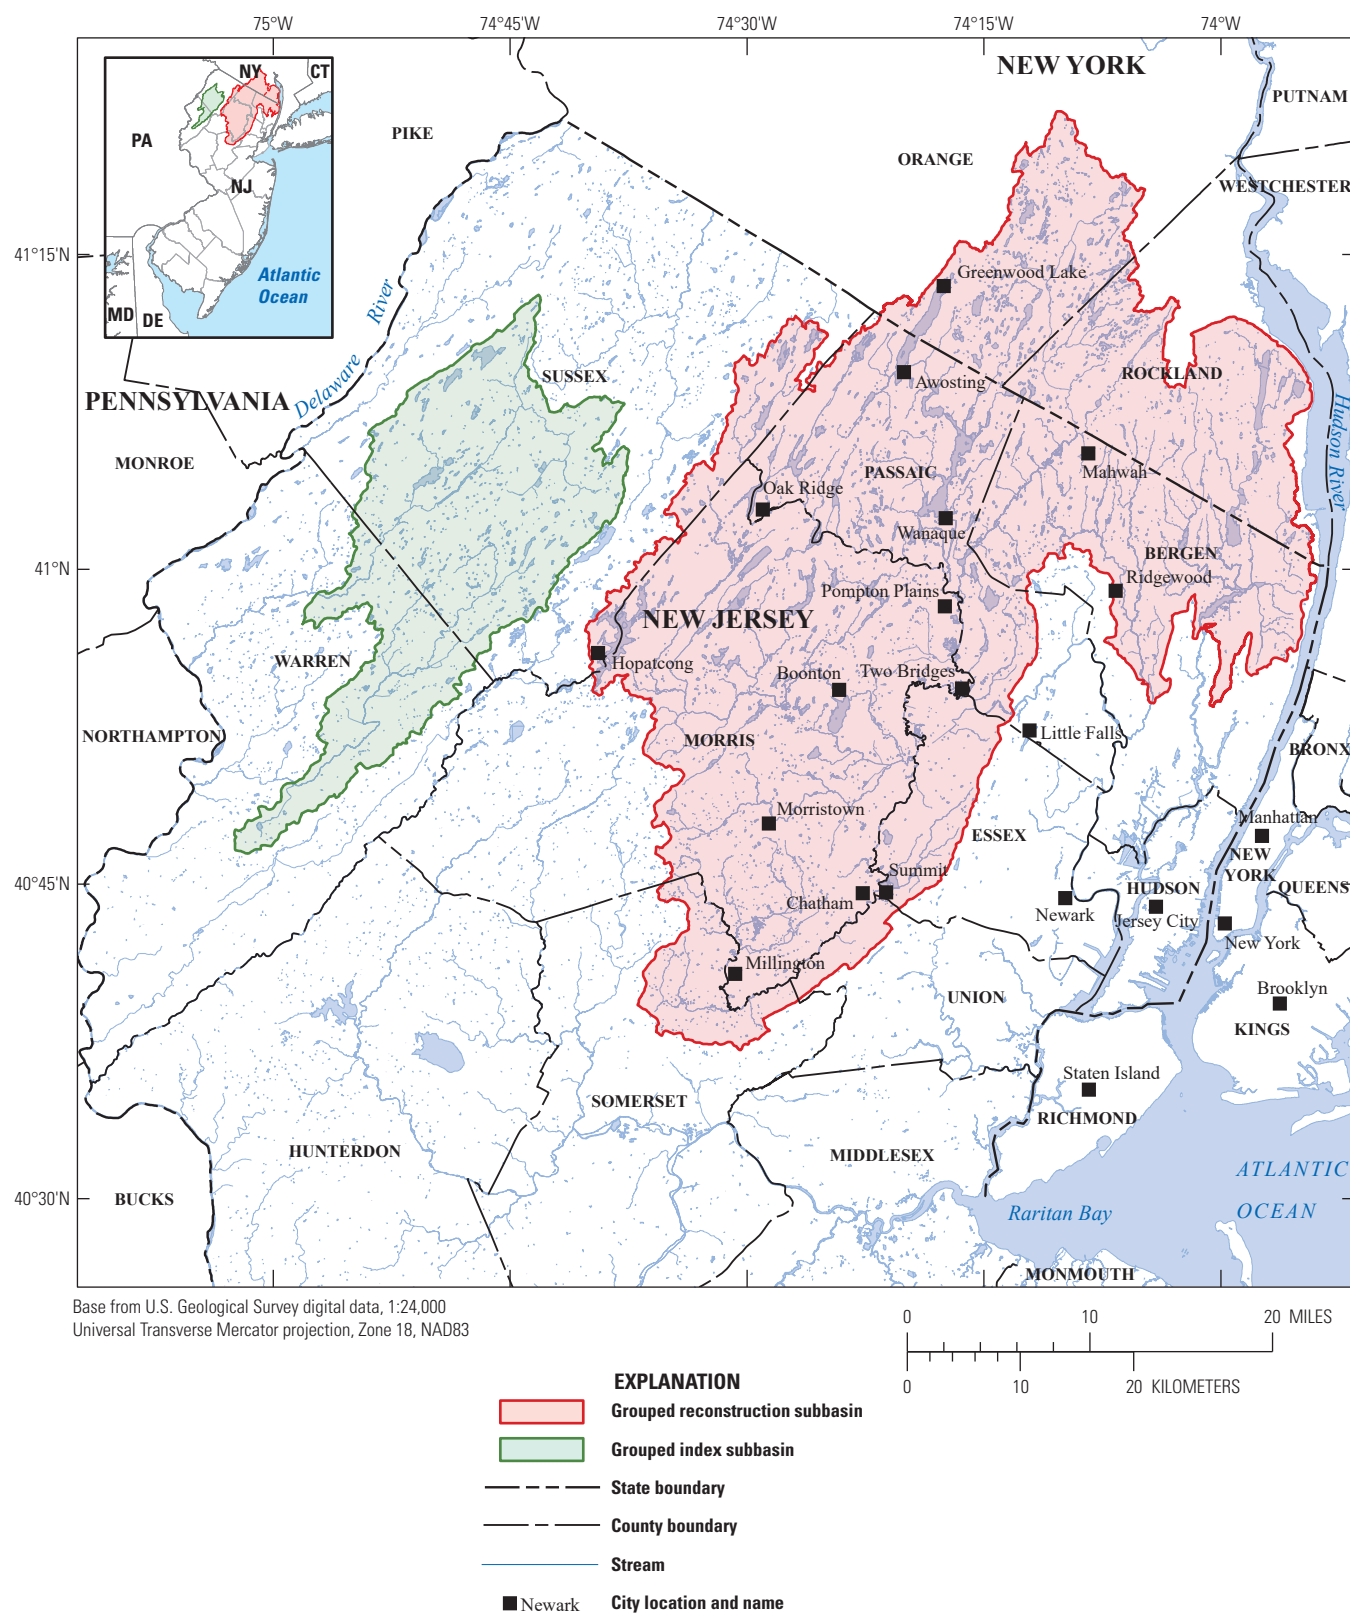 75°W
74°45'W
74°30'W
74°15'W
74°W
NEW YORK
PUTNAM
NY
CT
PA
NJ
Atlantic
Ocean
MD
DE
PIKE
ORANGE
WESTCHESTER
41°15'N
Greenwood Lake
River
Delaware
SUSSEX
ROCKLAND
Awosting
PENNSYLVANIA
Hudson River
MONROE
PASSAIC
Mahwah
Oak Ridge
Wanaque
BERGEN
41°N
Ridgewood
Pompton Plains
NEW JERSEY
WARREN
Hopatcong
Boonton
Two Bridges
NORTHAMPTON
MORRIS
Little Falls
BRONX
Morristown
Manhattan
ESSEX
NEW
YORK
Summit
40°45'N
HUDSON
QUEENS
Chatham
Newark
Jersey City
New York
Millington
UNION
Brooklyn
KINGS
Staten Island
SOMERSET
RICHMOND
HUNTERDON
MIDDLESEX
ATLANTIC
OCEAN
40°30'N
BUCKS
Raritan Bay
MONMOUTH
Base from U.S. Geological Survey digital data, 1:24,000
Universal Transverse Mercator projection, Zone 18, NAD83
0 10 20 MILES
0 10 20 KILOMETERS
EXPLANATION
Grouped reconstruction subbasin
Grouped index subbasin
State boundary
County boundary
Stream
Newark City location and name